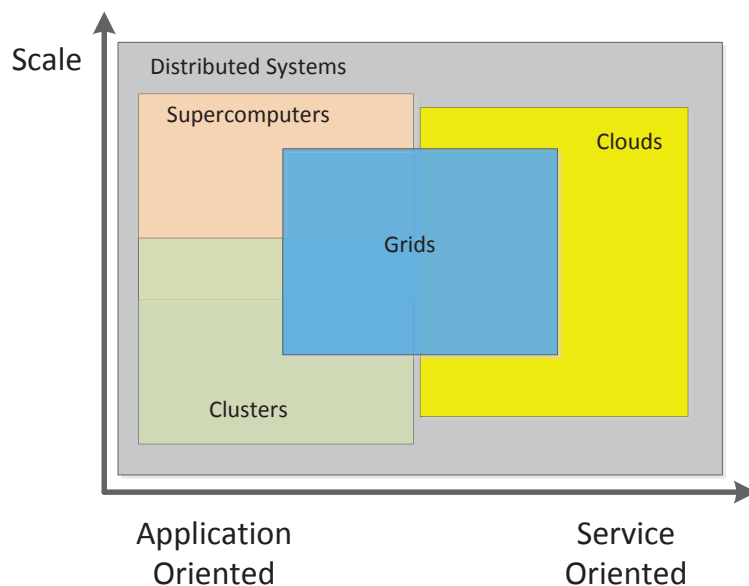 Scale
Distributed Systems
Supercomputers
Clouds
Grids
Clusters
Application
Oriented
Service
Oriented